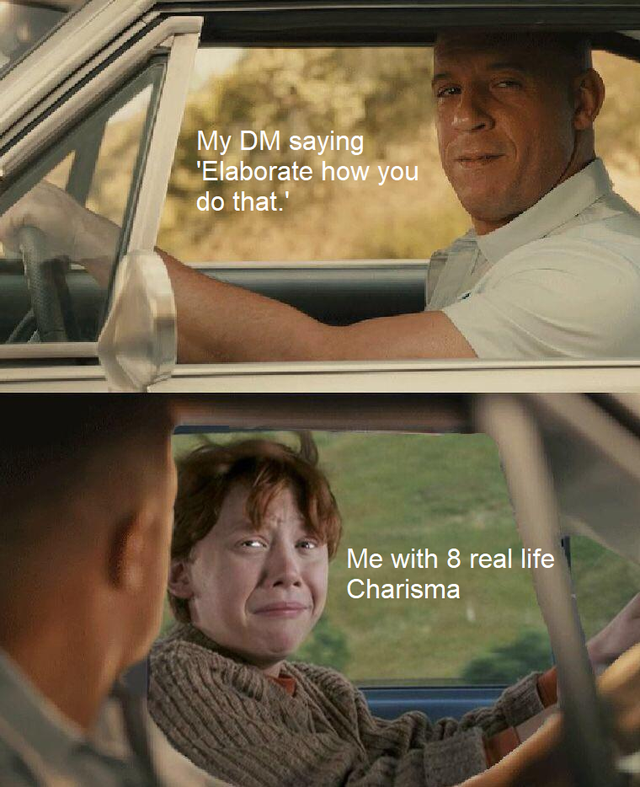 My DM saying
'Elaborate how you
do that.'
Me with 8 real life
Charisma